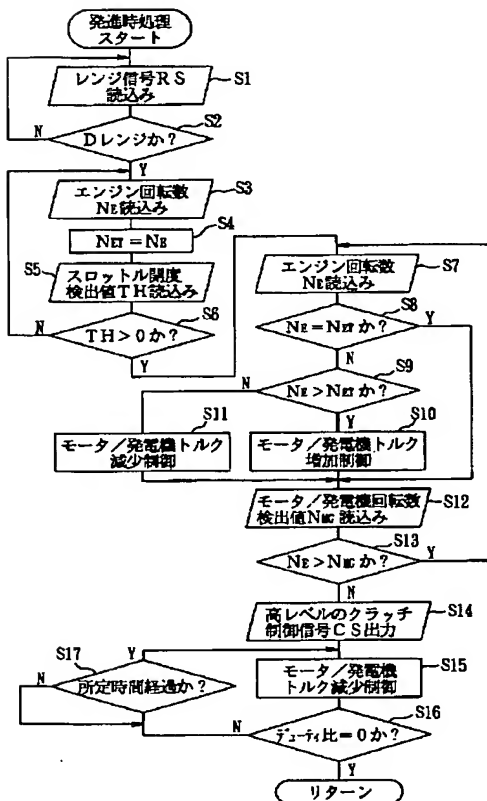 発進時処理
スタート
レンジ信号RS
読込み
S1
Dレンジか?
S2
N
Y
エンジン回転数
NE読込み
S3
NET=NE
S4
スロットル開度
検出値TH読込み
S5
TH>0か?
S6
N
Y
エンジン回転数
NE読込み
S7
NE=NETか?
S8
Y
N
NE>NETか?
S9
N
Y
モータ/発電機トルク
減少制御
S11
モータ/発電機トルク
増加制御
S10
モータ/発電機回転数
検出値NMG読込み
S12
NE>NMGか?
S13
Y
N
高レベルのクラッチ
制御信号CS出力
S14
モータ/発電機
トルク減少制御
S15
所定時間経過か?
S17
Y
N
デューティ比=0か?
S16
N
Y
リターン